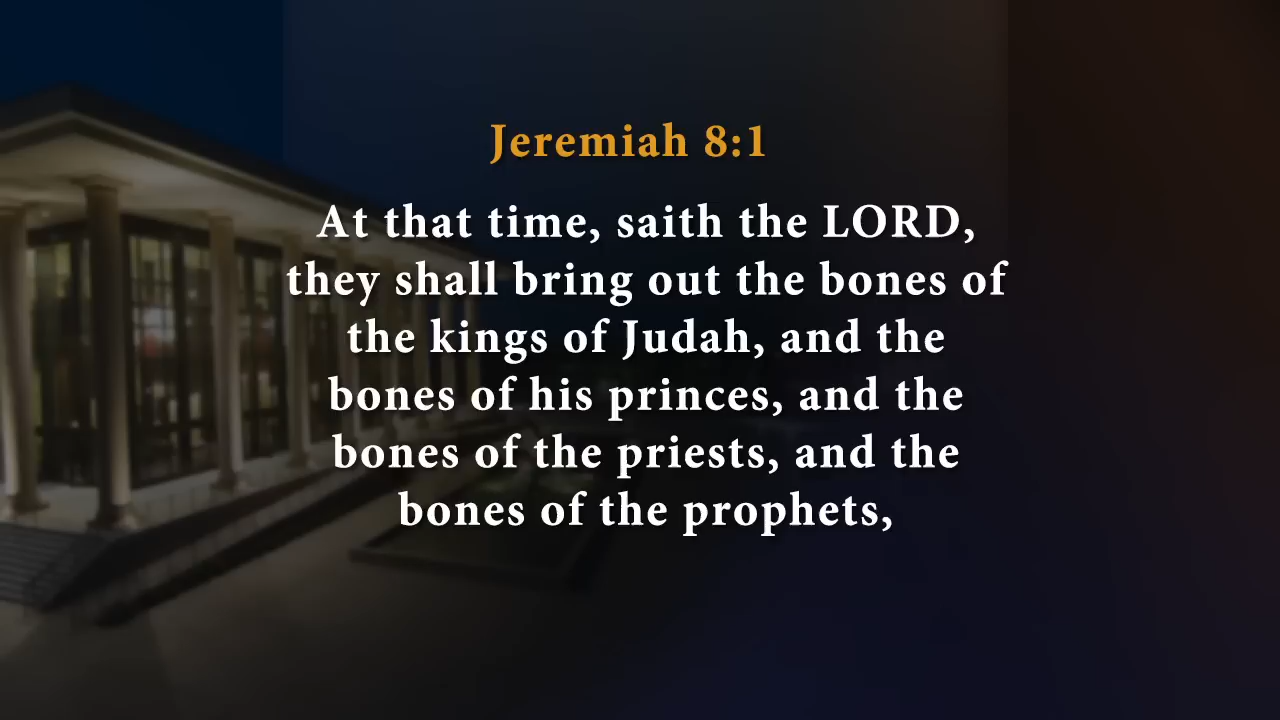 Jeremiah 8:1
At that time, saith the LORD,
they shall bring out the bones of
the kings of Judah, and the
bones of his princes, and the
bones of the priests, and the
bones of the prophets,